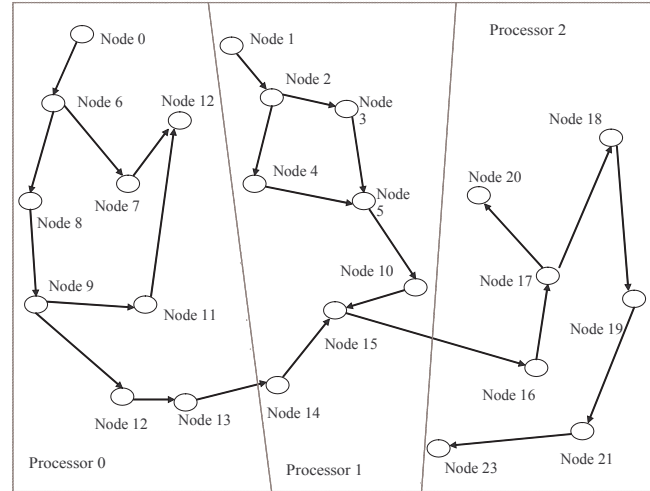 Processor 2
Node 0
Node 1
Node 6
Node 12
Node 2
Node
3
Node 18
Node 7
Node 4
Node
5
Node 20
Node 8
Node 9
Node 10
Node 17
Node 11
Node 15
Node 19
Node 12
Node 13
Node 14
Node 16
Processor 0
Processor 1
Node 23
Node 21